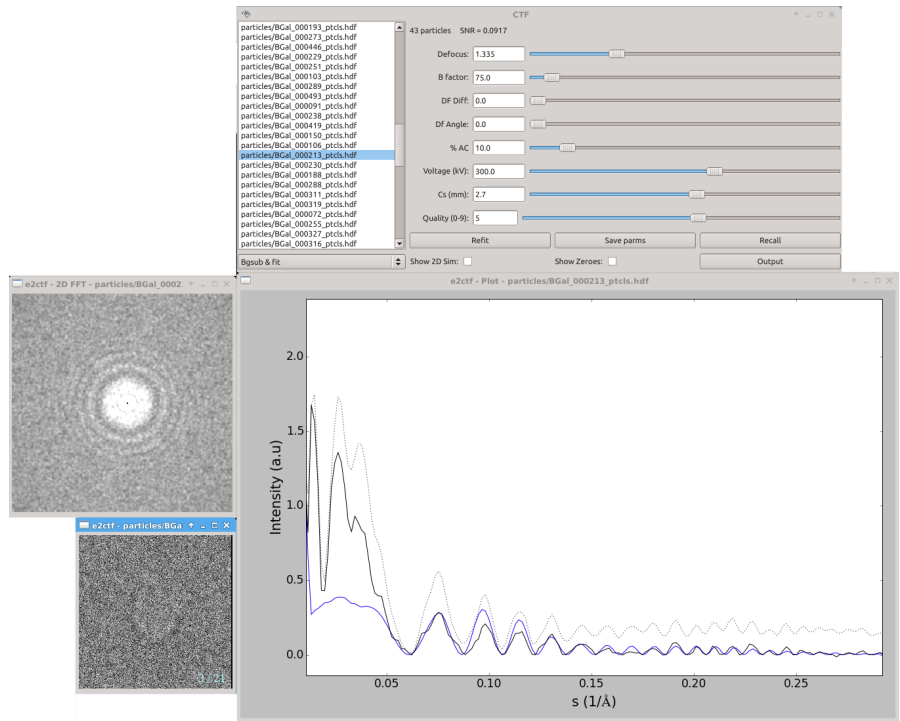 CTF
particles/BGal_000193_ptcls.hdf
particles/BGal_000273_ptcls.hdf
particles/BGal_000446_ptcls.hdf
particles/BGal_000229_ptcls.hdf
particles/BGal_000251_ptcls.hdf
particles/BGal_000103_ptcls.hdf
particles/BGal_000289_ptcls.hdf
particles/BGal_000493_ptcls.hdf
particles/BGal_000091_ptcls.hdf
particles/BGal_000238_ptcls.hdf
particles/BGal_000419_ptcls.hdf
particles/BGal_000150_ptcls.hdf
particles/BGal_000106_ptcls.hdf
particles/BGal_000213_ptcls.hdf
particles/BGal_000230_ptcls.hdf
particles/BGal_000188_ptcls.hdf
particles/BGal_000288_ptcls.hdf
particles/BGal_000311_ptcls.hdf
particles/BGal_000319_ptcls.hdf
particles/BGal_000072_ptcls.hdf
particles/BGal_000255_ptcls.hdf
particles/BGal_000327_ptcls.hdf
particles/BGal_000316_ptcls.hdf
Bgsub & fit
43 particles SNR = 0.0917
Defocus: 1.335
B factor: 75.0
DF Diff: 0.0
Df Angle: 0.0
% AC 10.0
Voltage (kV): 300.0
Cs (mm): 2.7
Quality (0-9): 5
Refit Save parms Recall
Show 2D Sim: Show Zeroes: Output
e2ctf - 2D FFT - particles/BGal_0002
e2ctf - particles/BGa
3 / 21
e2ctf - Plot - particles/BGal_000213_ptcls.hdf
2.0
1.5
1.0
0.5
0.0
Intensity (a.u)
0.05 0.10 0.15 0.20 0.25
s (1/Å)